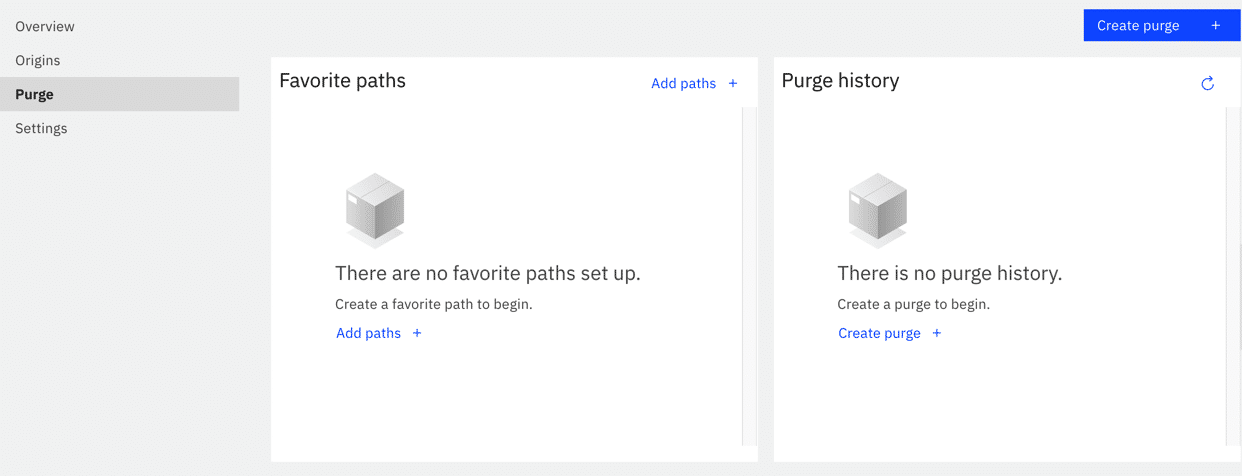 Overview
Origins
Purge
Settings
Create purge +
Favorite paths
Add paths +
There are no favorite paths set up.
Create a favorite path to begin.
Add paths +
Purge history
There is no purge history.
Create a purge to begin.
Create purge +